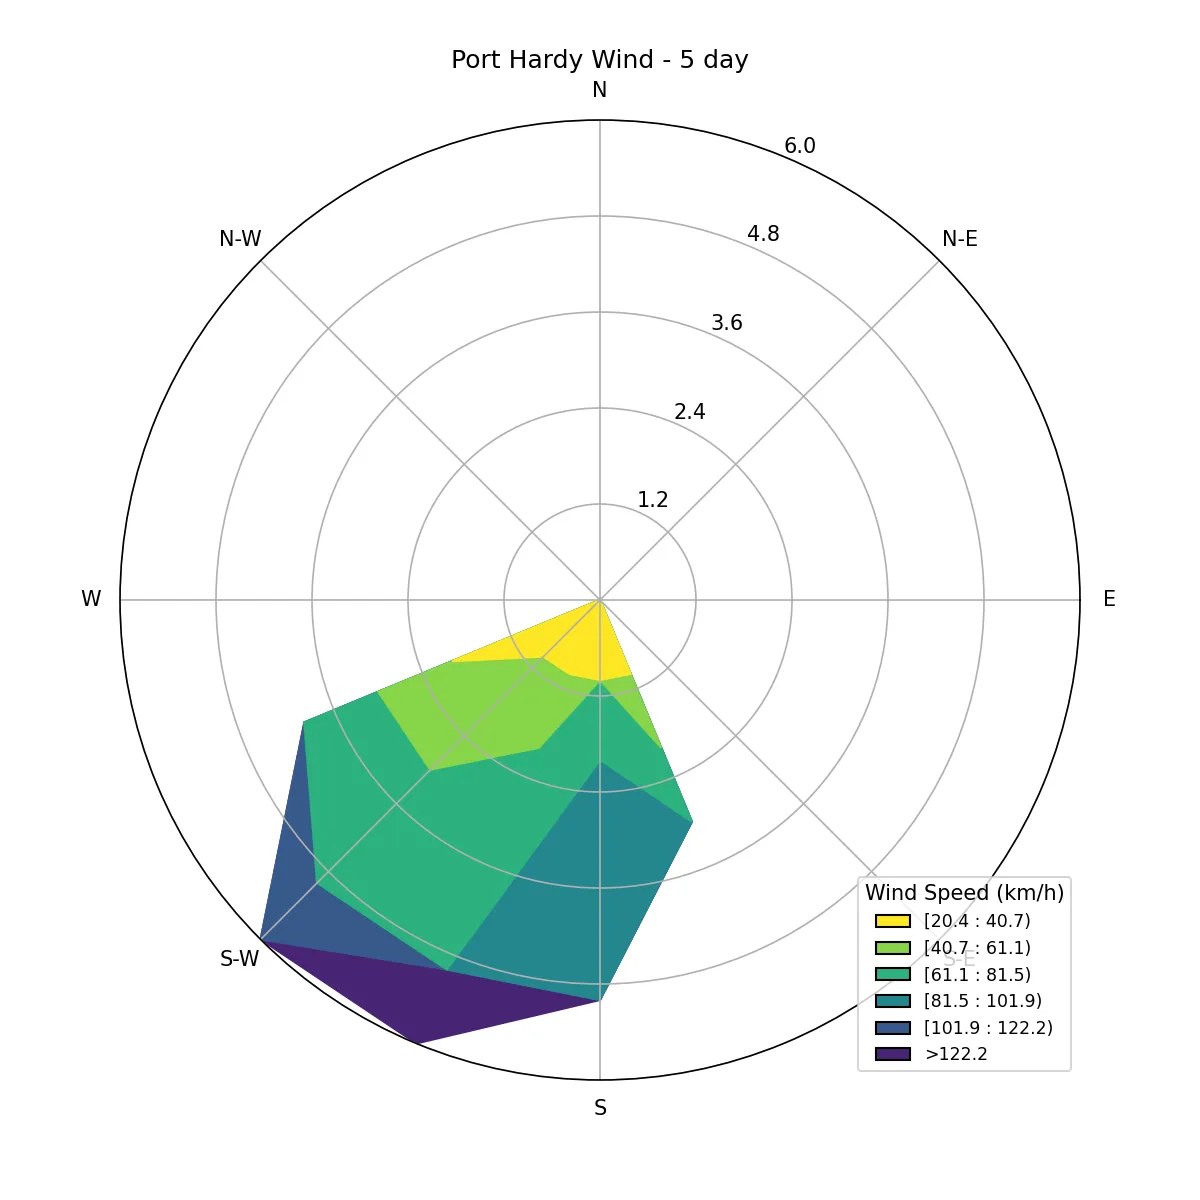 Port Hardy Wind - 5 day
N
6.0
N-W
4.8
N-E
3.6
2.4
1.2
W
E
S-W
S-E
Wind Speed (km/h)
[20.4 : 40.7)
[40.7 : 61.1)
[61.1 : 81.5)
[81.5 : 101.9)
[101.9 : 122.2)
>122.2
S